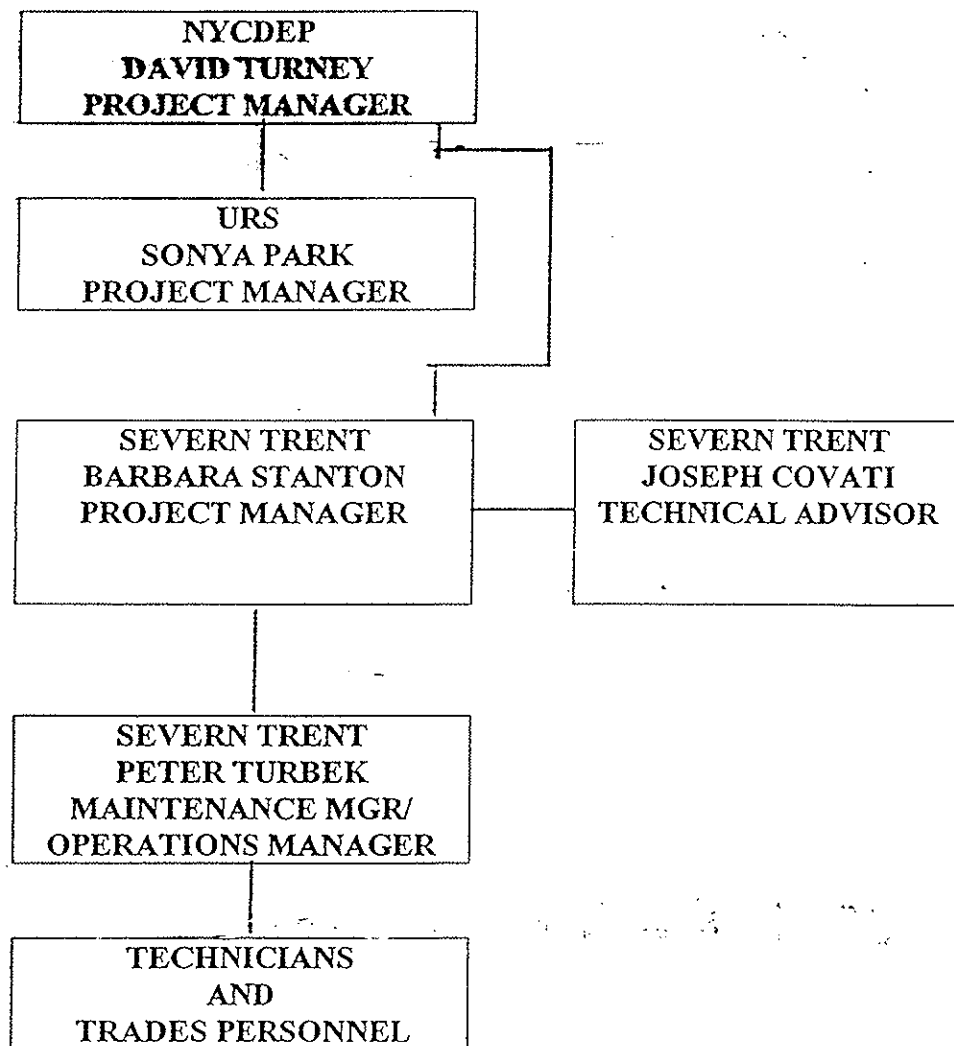 NYCDEP
DAVID TURNEY
PROJECT MANAGER
URS
SONYA PARK
PROJECT MANAGER
SEVERN TRENT
BARBARA STANTON
PROJECT MANAGER
SEVERN TRENT
JOSEPH COVATI
TECHNICAL ADVISOR
SEVERN TRENT
PETER TURBEK
MAINTENANCE MGR/
OPERATIONS MANAGER
TECHNICIANS
AND
TRADES PERSONNEL